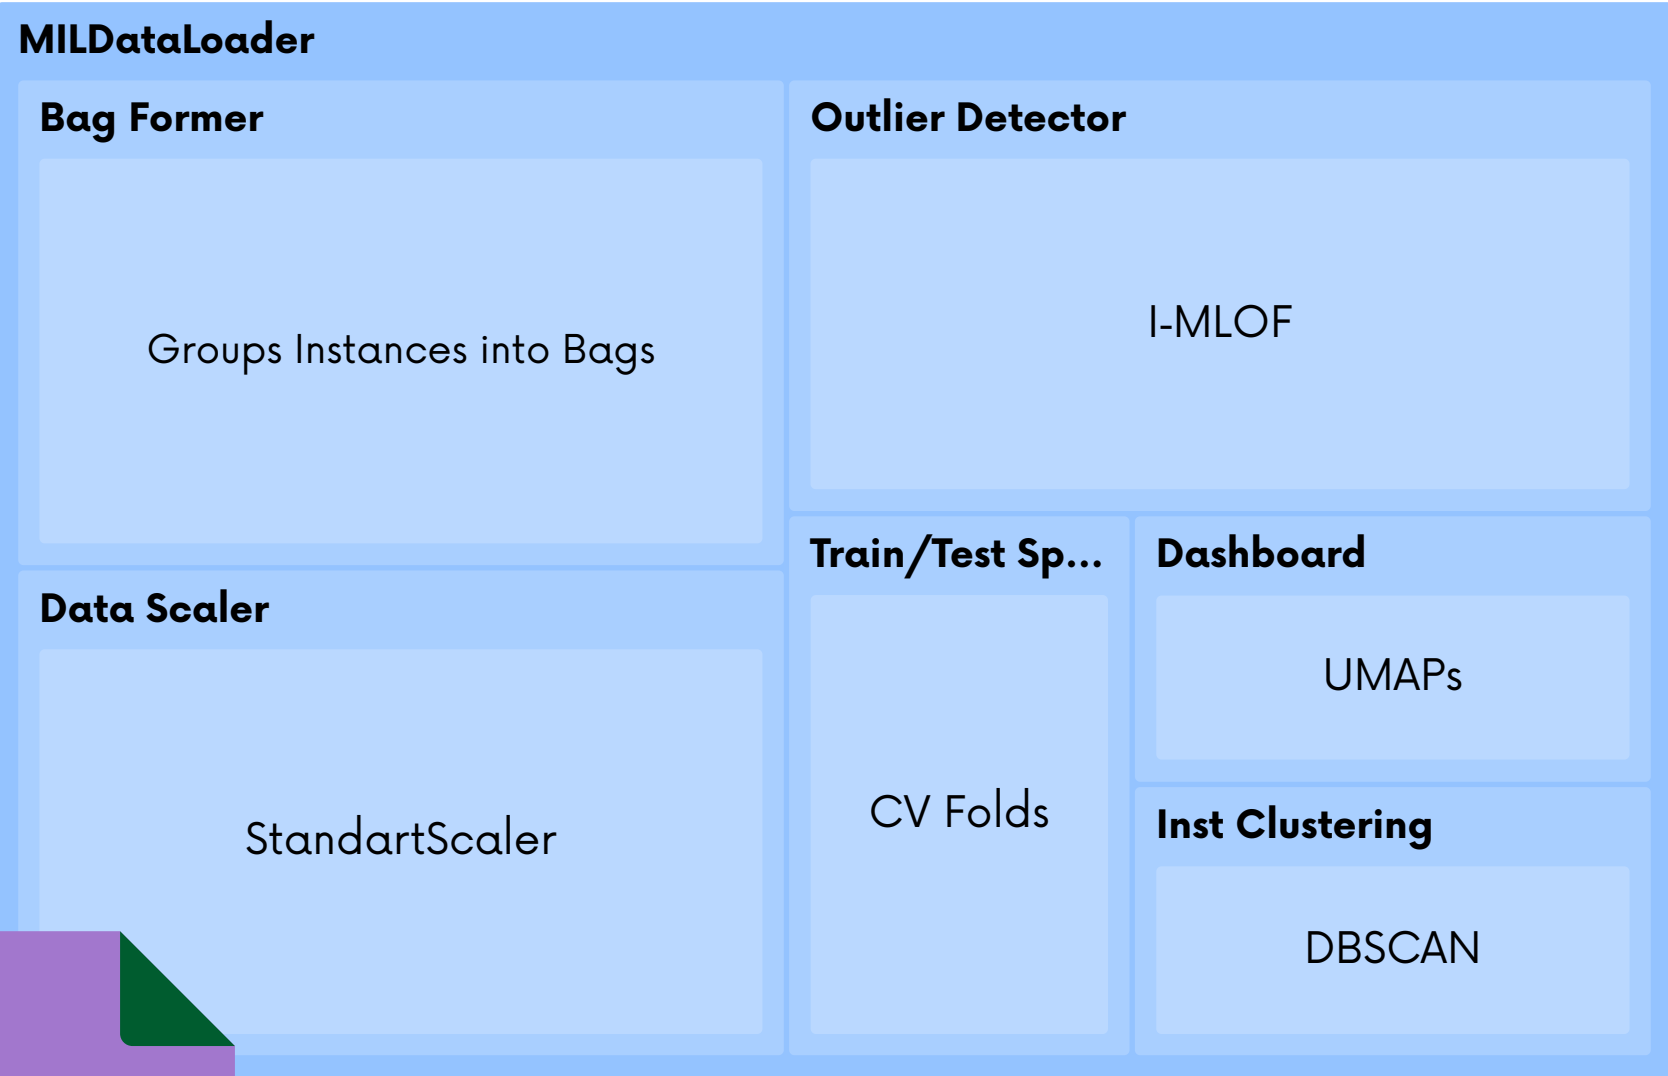 MILDataLoader
Bag Former
Groups Instances into Bags
Data Scaler
StandartScaler
Outlier Detector
I-MLOF
Train/Test Sp...
CV Folds
Dashboard
UMAPs
Inst Clustering
DBSCAN